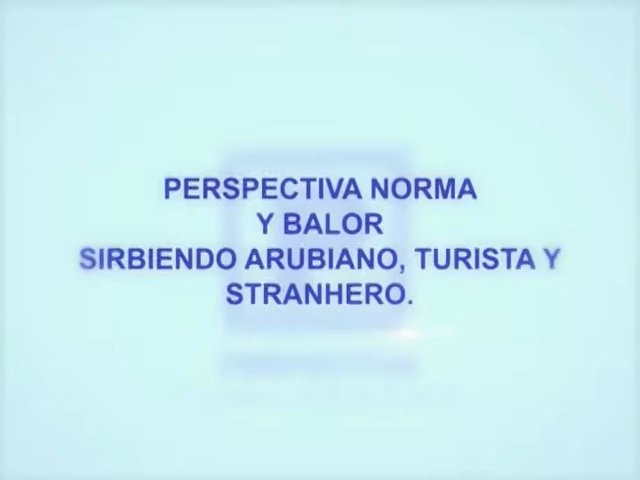 PERSPECTIVA NORMA
Y BALOR
SIRBIENDO ARUBIANO, TURISTA Y
STRANHERO.